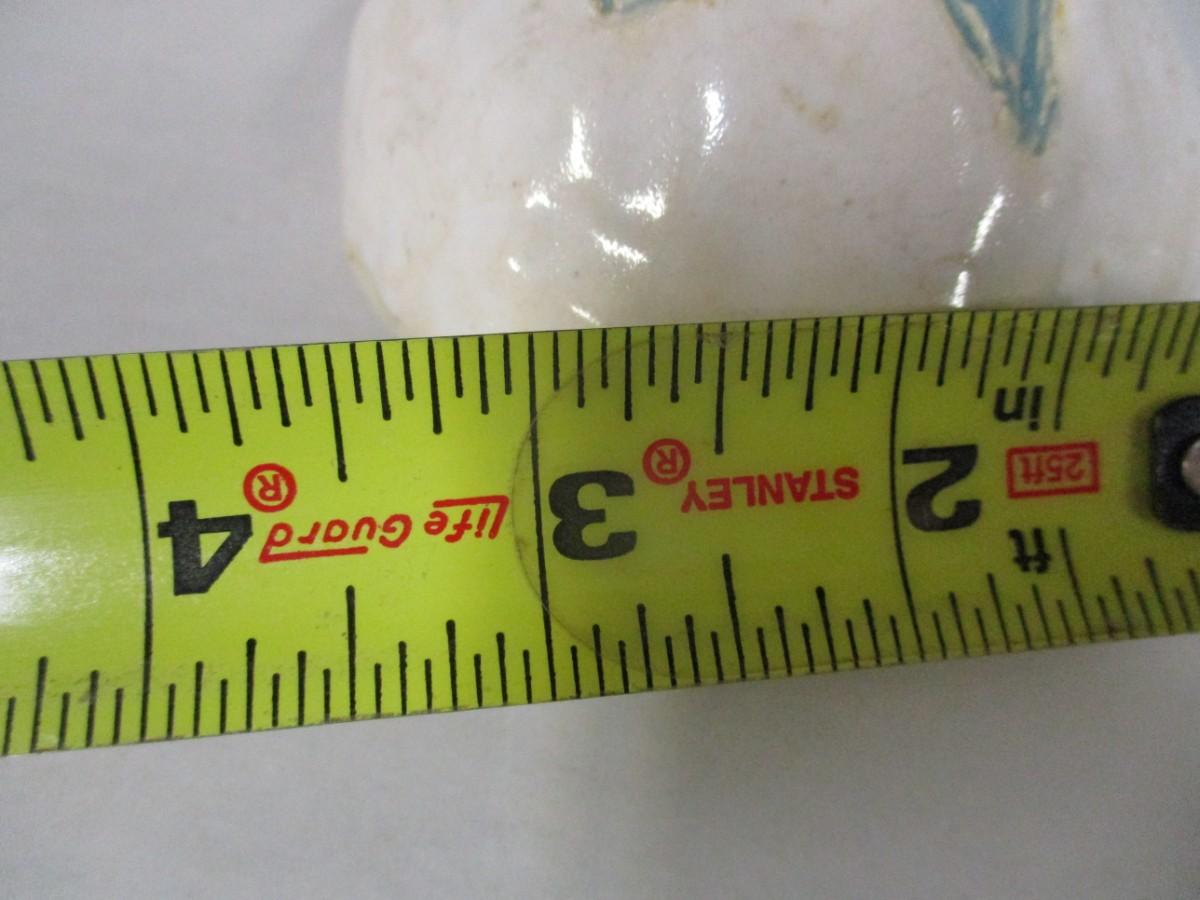 in
25ft
2
ft
STANLEY®
3
Life Guard®
4